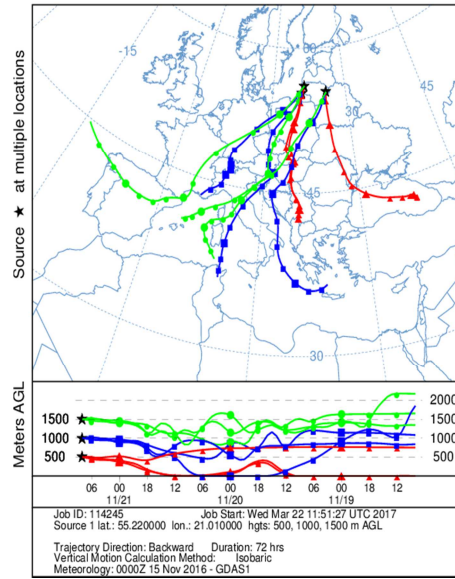 -15
45
30
45
30
Source ★ at multiple locations
Meters AGL
1500
1000
500
2000
1500
1000
500
06 00 18 12 06 00 18 12 06 00 18 12
11/21 11/20 11/19
Job ID: 114245 Job Start: Wed Mar 22 11:51:27 UTC 2017
Source 1 lat.: 55.220000 lon.: 21.010000 hgts: 500, 1000, 1500 m AGL
Trajectory Direction: Backward Duration: 72 hrs
Vertical Motion Calculation Method: Isobaric
Meteorology: 0000Z 15 Nov 2016 - GDAS1